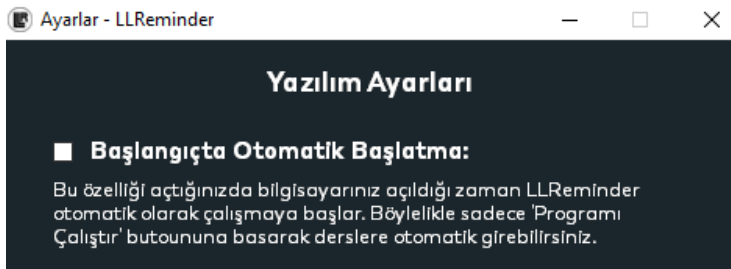 Ayarlar - LLReminder
Yazılım Ayarları
Başlangıçta Otomatik Başlatma:
Bu özelliği açtığınızda bilgisayarınız açıldığı zaman LLReminder
otomatik olarak çalışmaya başlar. Böylelikle sadece 'Programı
Çalıştır' butoununa basarak derslere otomatik girebilirsiniz.